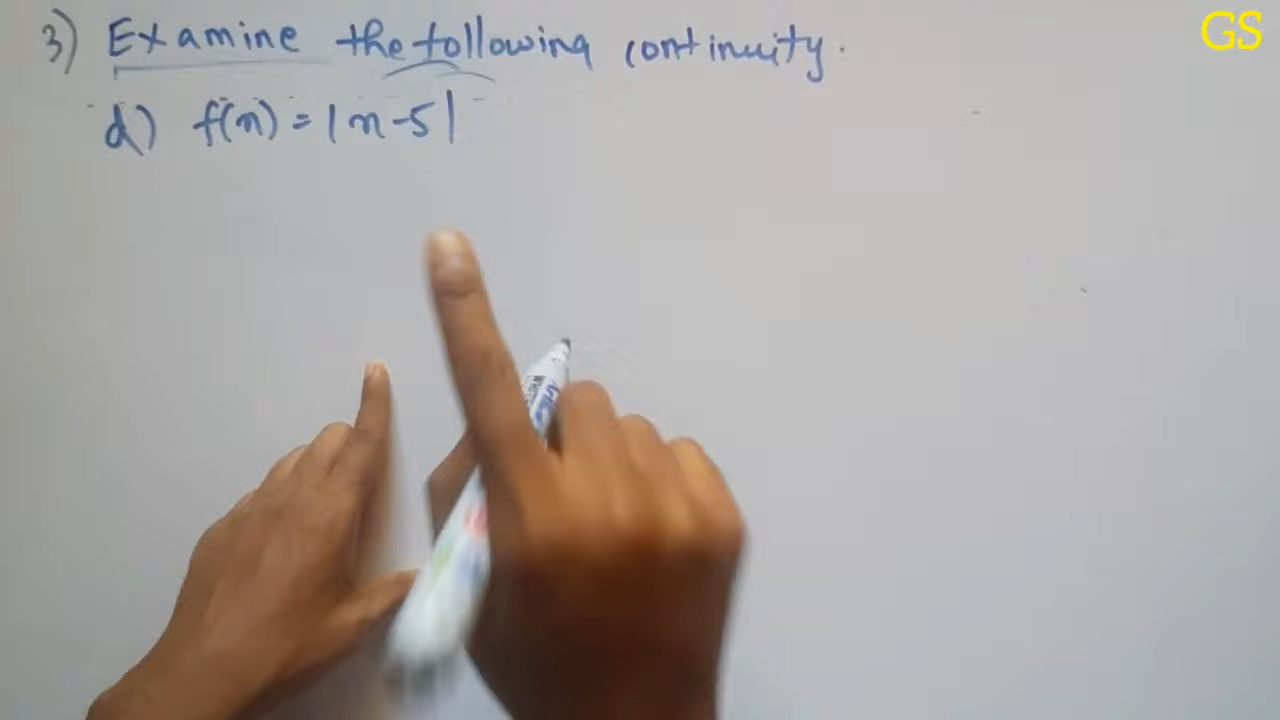 3) Examine the following continuity.
d) f(n) = |n-5|
GS